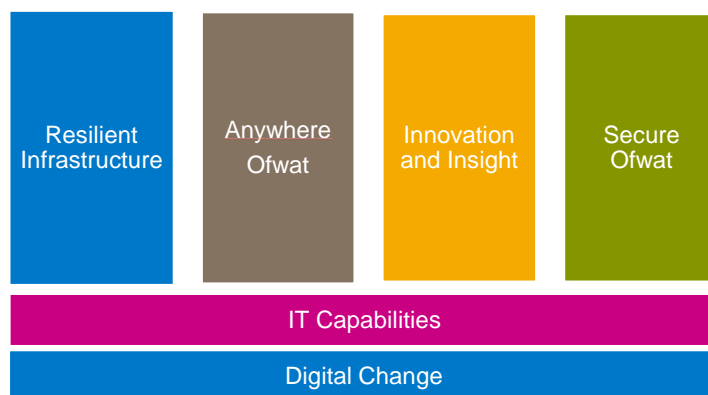 Resilient
Infrastructure
Anywhere
Ofwat
Innovation
and Insight
Secure
Ofwat
IT Capabilities
Digital Change